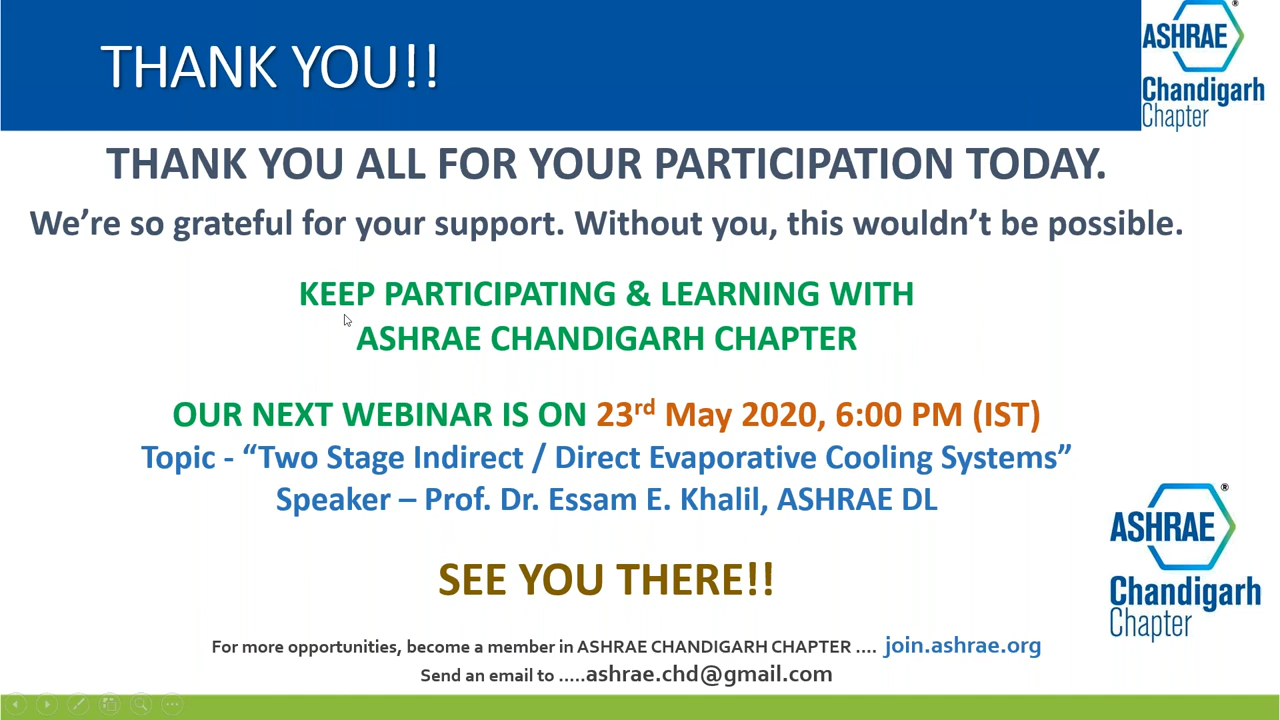 THANK YOU!!
ASHRAE®
Chandigarh
Chapter
THANK YOU ALL FOR YOUR PARTICIPATION TODAY.
We’re so grateful for your support. Without you, this wouldn’t be possible.
KEEP PARTICIPATING & LEARNING WITH
ASHRAE CHANDIGARH CHAPTER
OUR NEXT WEBINAR IS ON 23rd May 2020, 6:00 PM (IST)
Topic - “Two Stage Indirect / Direct Evaporative Cooling Systems”
Speaker – Prof. Dr. Essam E. Khalil, ASHRAE DL
SEE YOU THERE!!
ASHRAE®
Chandigarh
Chapter
For more opportunities, become a member in ASHRAE CHANDIGARH CHAPTER .... join.ashrae.org
Send an email to .....ashrae.chd@gmail.com